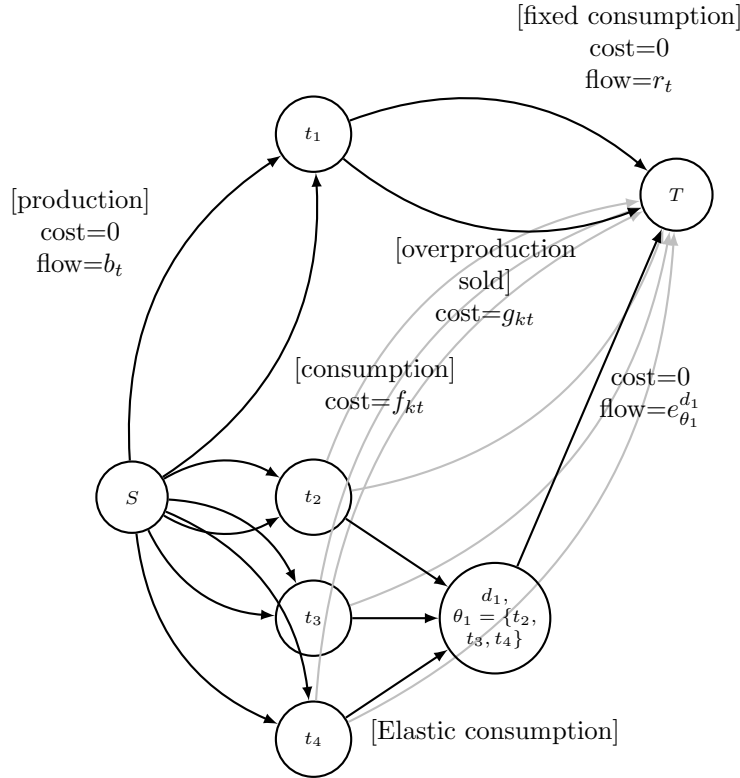 [fixed consumption]
cost=0
flow=r_t
t_1
T
[production]
cost=0
flow=b_t
[overproduction
sold]
cost=g_{kt}
[consumption]
cost=f_{kt}
cost=0
flow=e_{θ_1}^{d_1}
S
t_2
d_1,
θ_1 = {t_2,
t_3, t_4}
t_3
t_4
[Elastic consumption]